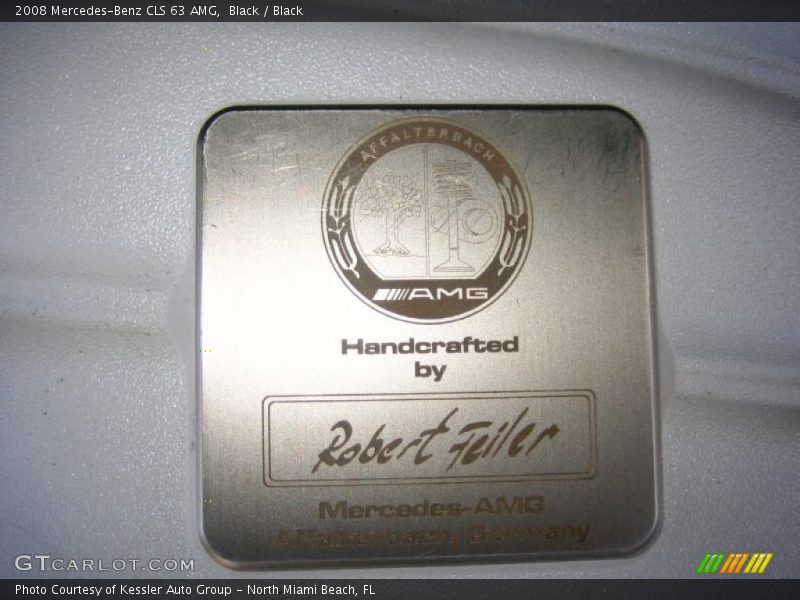 2008 Mercedes-Benz CLS 63 AMG, Black / Black
AFFALTERBACH
AMG
Handcrafted
by
Robert Feiler
Mercedes-AMG
Affalterbach, Germany
GTCARLOT.COM
Photo Courtesy of Kessler Auto Group - North Miami Beach, FL